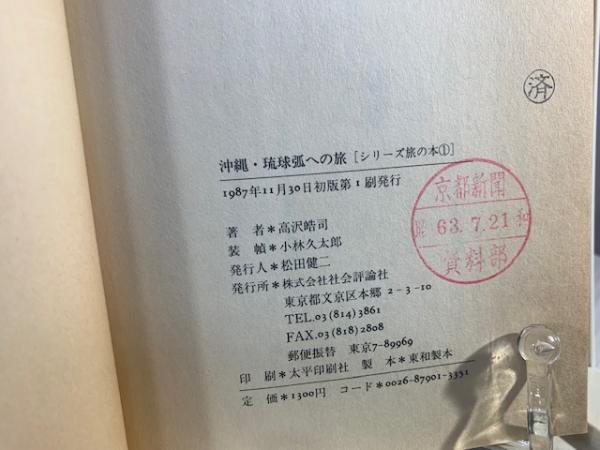 済
沖縄・琉球弧への旅［シリーズ旅の本①］
1987年11月30日初版第1刷発行
京都新聞
昭 63.7.21 和
資料部
著 者＊高沢皓司
装 幀＊小林久太郎
発行人＊松田健二
発行所＊株式会社社会評論社
東京都文京区本郷 2－3－10
TEL.03 (814) 3861
FAX.03 (818) 2808
郵便振替 東京7-89969
印 刷＊太平印刷社 製 本＊東和製本
定 価＊1300円 コード＊0026-87901-3351